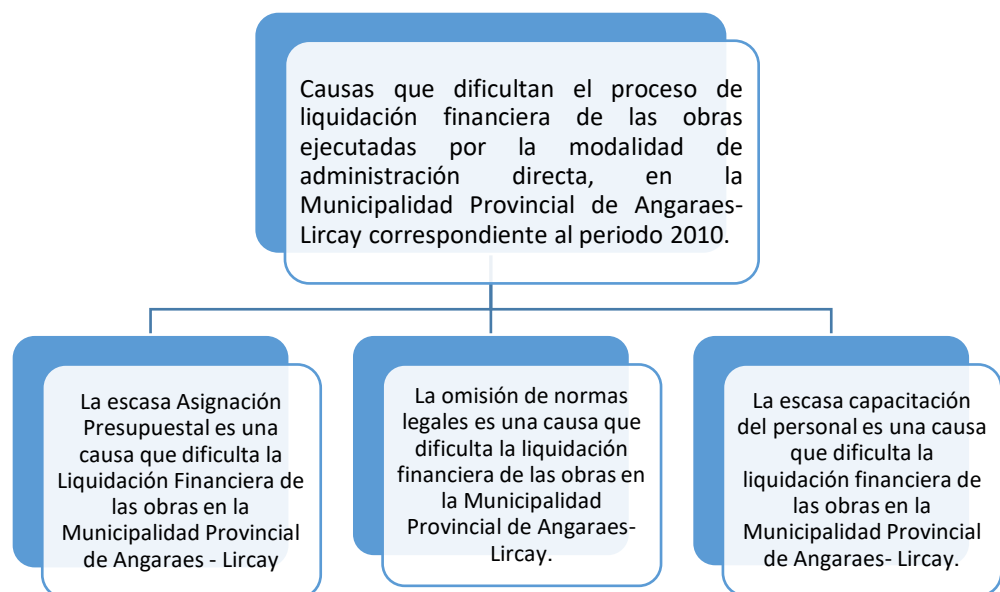 Causas que dificultan el proceso de
liquidación financiera de las obras
ejecutadas por la modalidad de
administración directa, en la
Municipalidad Provincial de Angaraes-
Lircay correspondiente al periodo 2010.
La escasa Asignación
Presupuestal es una
causa que dificulta la
Liquidación Financiera de
las obras en la
Municipalidad Provincial
de Angaraes - Lircay
La omisión de normas
legales es una causa que
dificulta la liquidación
financiera de las obras en
la Municipalidad
Provincial de Angaraes-
Lircay.
La escasa capacitación
del personal es una causa
que dificulta la
liquidación financiera de
las obras en la
Municipalidad Provincial
de Angaraes- Lircay.